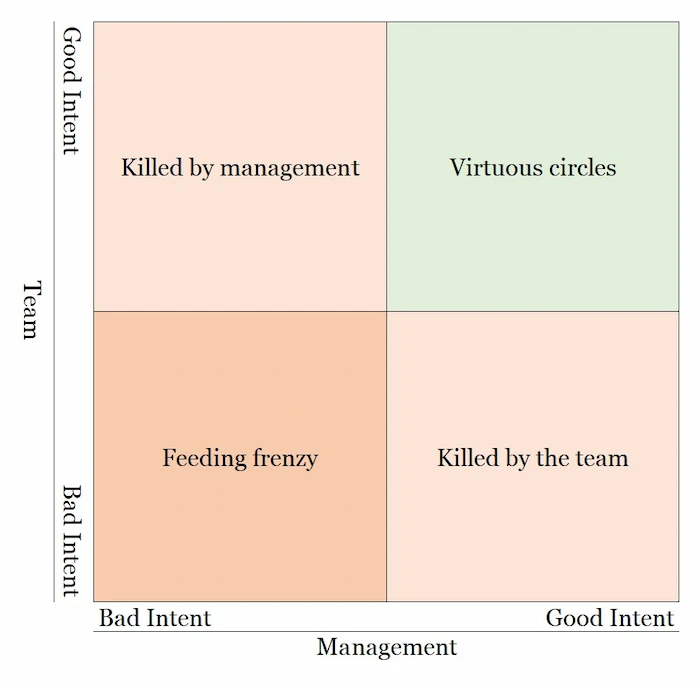 Good Intent
Killed by management
Virtuous circles
Team
Bad Intent
Feeding frenzy
Killed by the team
Bad Intent
Good Intent
Management